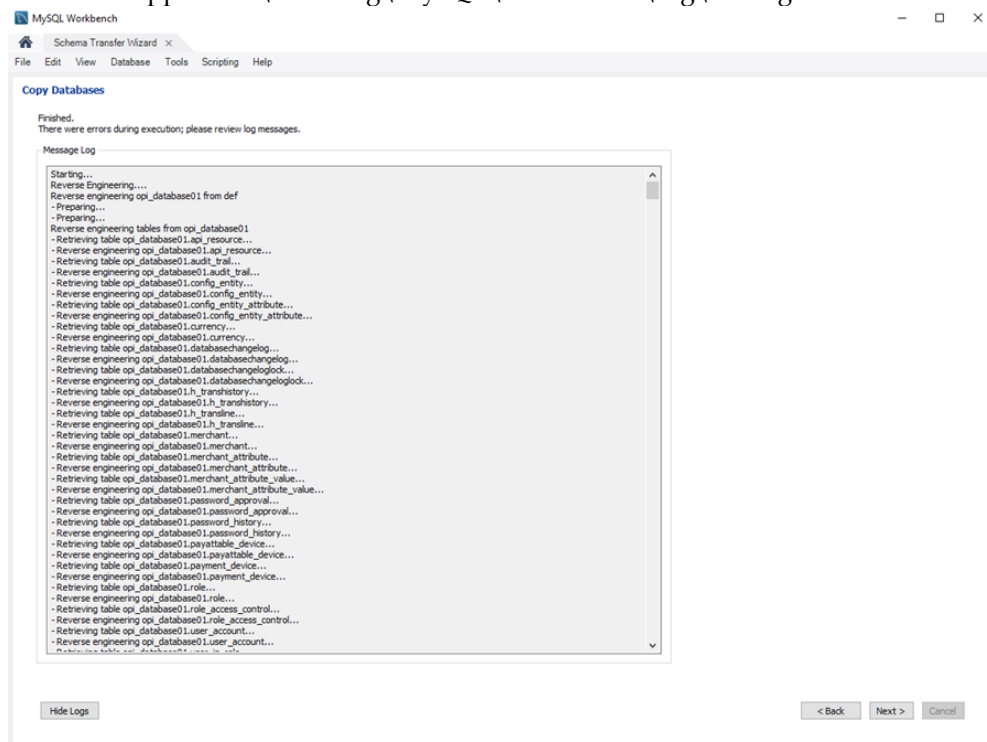 MySQL Workbench
Schema Transfer Wizard
File Edit View Database Tools Scripting Help
Copy Databases
Finished.
There were errors during execution; please review log messages.
Message Log
Starting...
Reverse Engineering....
Reverse engineering opi_database01 from def
- Preparing...
- Preparing...
Reverse engineering tables from opi_database01
- Retrieving table opi_database01.api_resource...
- Reverse engineering opi_database01.api_resource...
- Retrieving table opi_database01.audit_trail...
- Reverse engineering opi_database01.audit_trail...
- Retrieving table opi_database01.config_entity...
- Reverse engineering opi_database01.config_entity...
- Retrieving table opi_database01.config_entity_attribute...
- Reverse engineering opi_database01.config_entity_attribute...
- Retrieving table opi_database01.currency...
- Reverse engineering opi_database01.currency...
- Retrieving table opi_database01.databasechangelog...
- Reverse engineering opi_database01.databasechangelog...
- Retrieving table opi_database01.databasechangeloglock...
- Reverse engineering opi_database01.databasechangeloglock...
- Retrieving table opi_database01.h_transhistory...
- Reverse engineering opi_database01.h_transhistory...
- Retrieving table opi_database01.h_transline...
- Reverse engineering opi_database01.h_transline...
- Retrieving table opi_database01.merchant...
- Reverse engineering opi_database01.merchant...
- Retrieving table opi_database01.merchant_attribute...
- Reverse engineering opi_database01.merchant_attribute...
- Retrieving table opi_database01.merchant_attribute_value...
- Reverse engineering opi_database01.merchant_attribute_value...
- Retrieving table opi_database01.password_approval...
- Reverse engineering opi_database01.password_approval...
- Retrieving table opi_database01.password_history...
- Reverse engineering opi_database01.password_history...
- Retrieving table opi_database01.payattable_device...
- Reverse engineering opi_database01.payattable_device...
- Retrieving table opi_database01.payment_device...
- Reverse engineering opi_database01.payment_device...
- Retrieving table opi_database01.role...
- Reverse engineering opi_database01.role...
- Retrieving table opi_database01.role_access_control...
- Reverse engineering opi_database01.role_access_control...
- Retrieving table opi_database01.user_account...
- Reverse engineering opi_database01.user_account...
Hide Logs < Back Next > Cancel